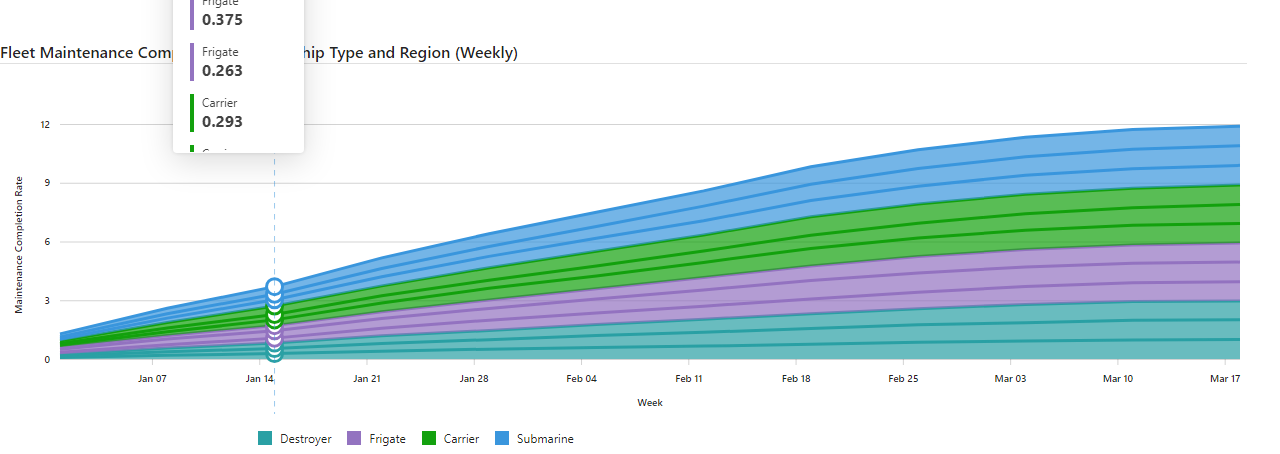 Frigate
0.375
Fleet Maintenance Comp hip Type and Region (Weekly)
Frigate
0.263
Carrier
0.293
Maintenance Completion Rate
12
9
6
3
0
Jan 07 Jan 14 Jan 21 Jan 28 Feb 04 Feb 11 Feb 18 Feb 25 Mar 03 Mar 10 Mar 17
Week
Destroyer Frigate Carrier Submarine